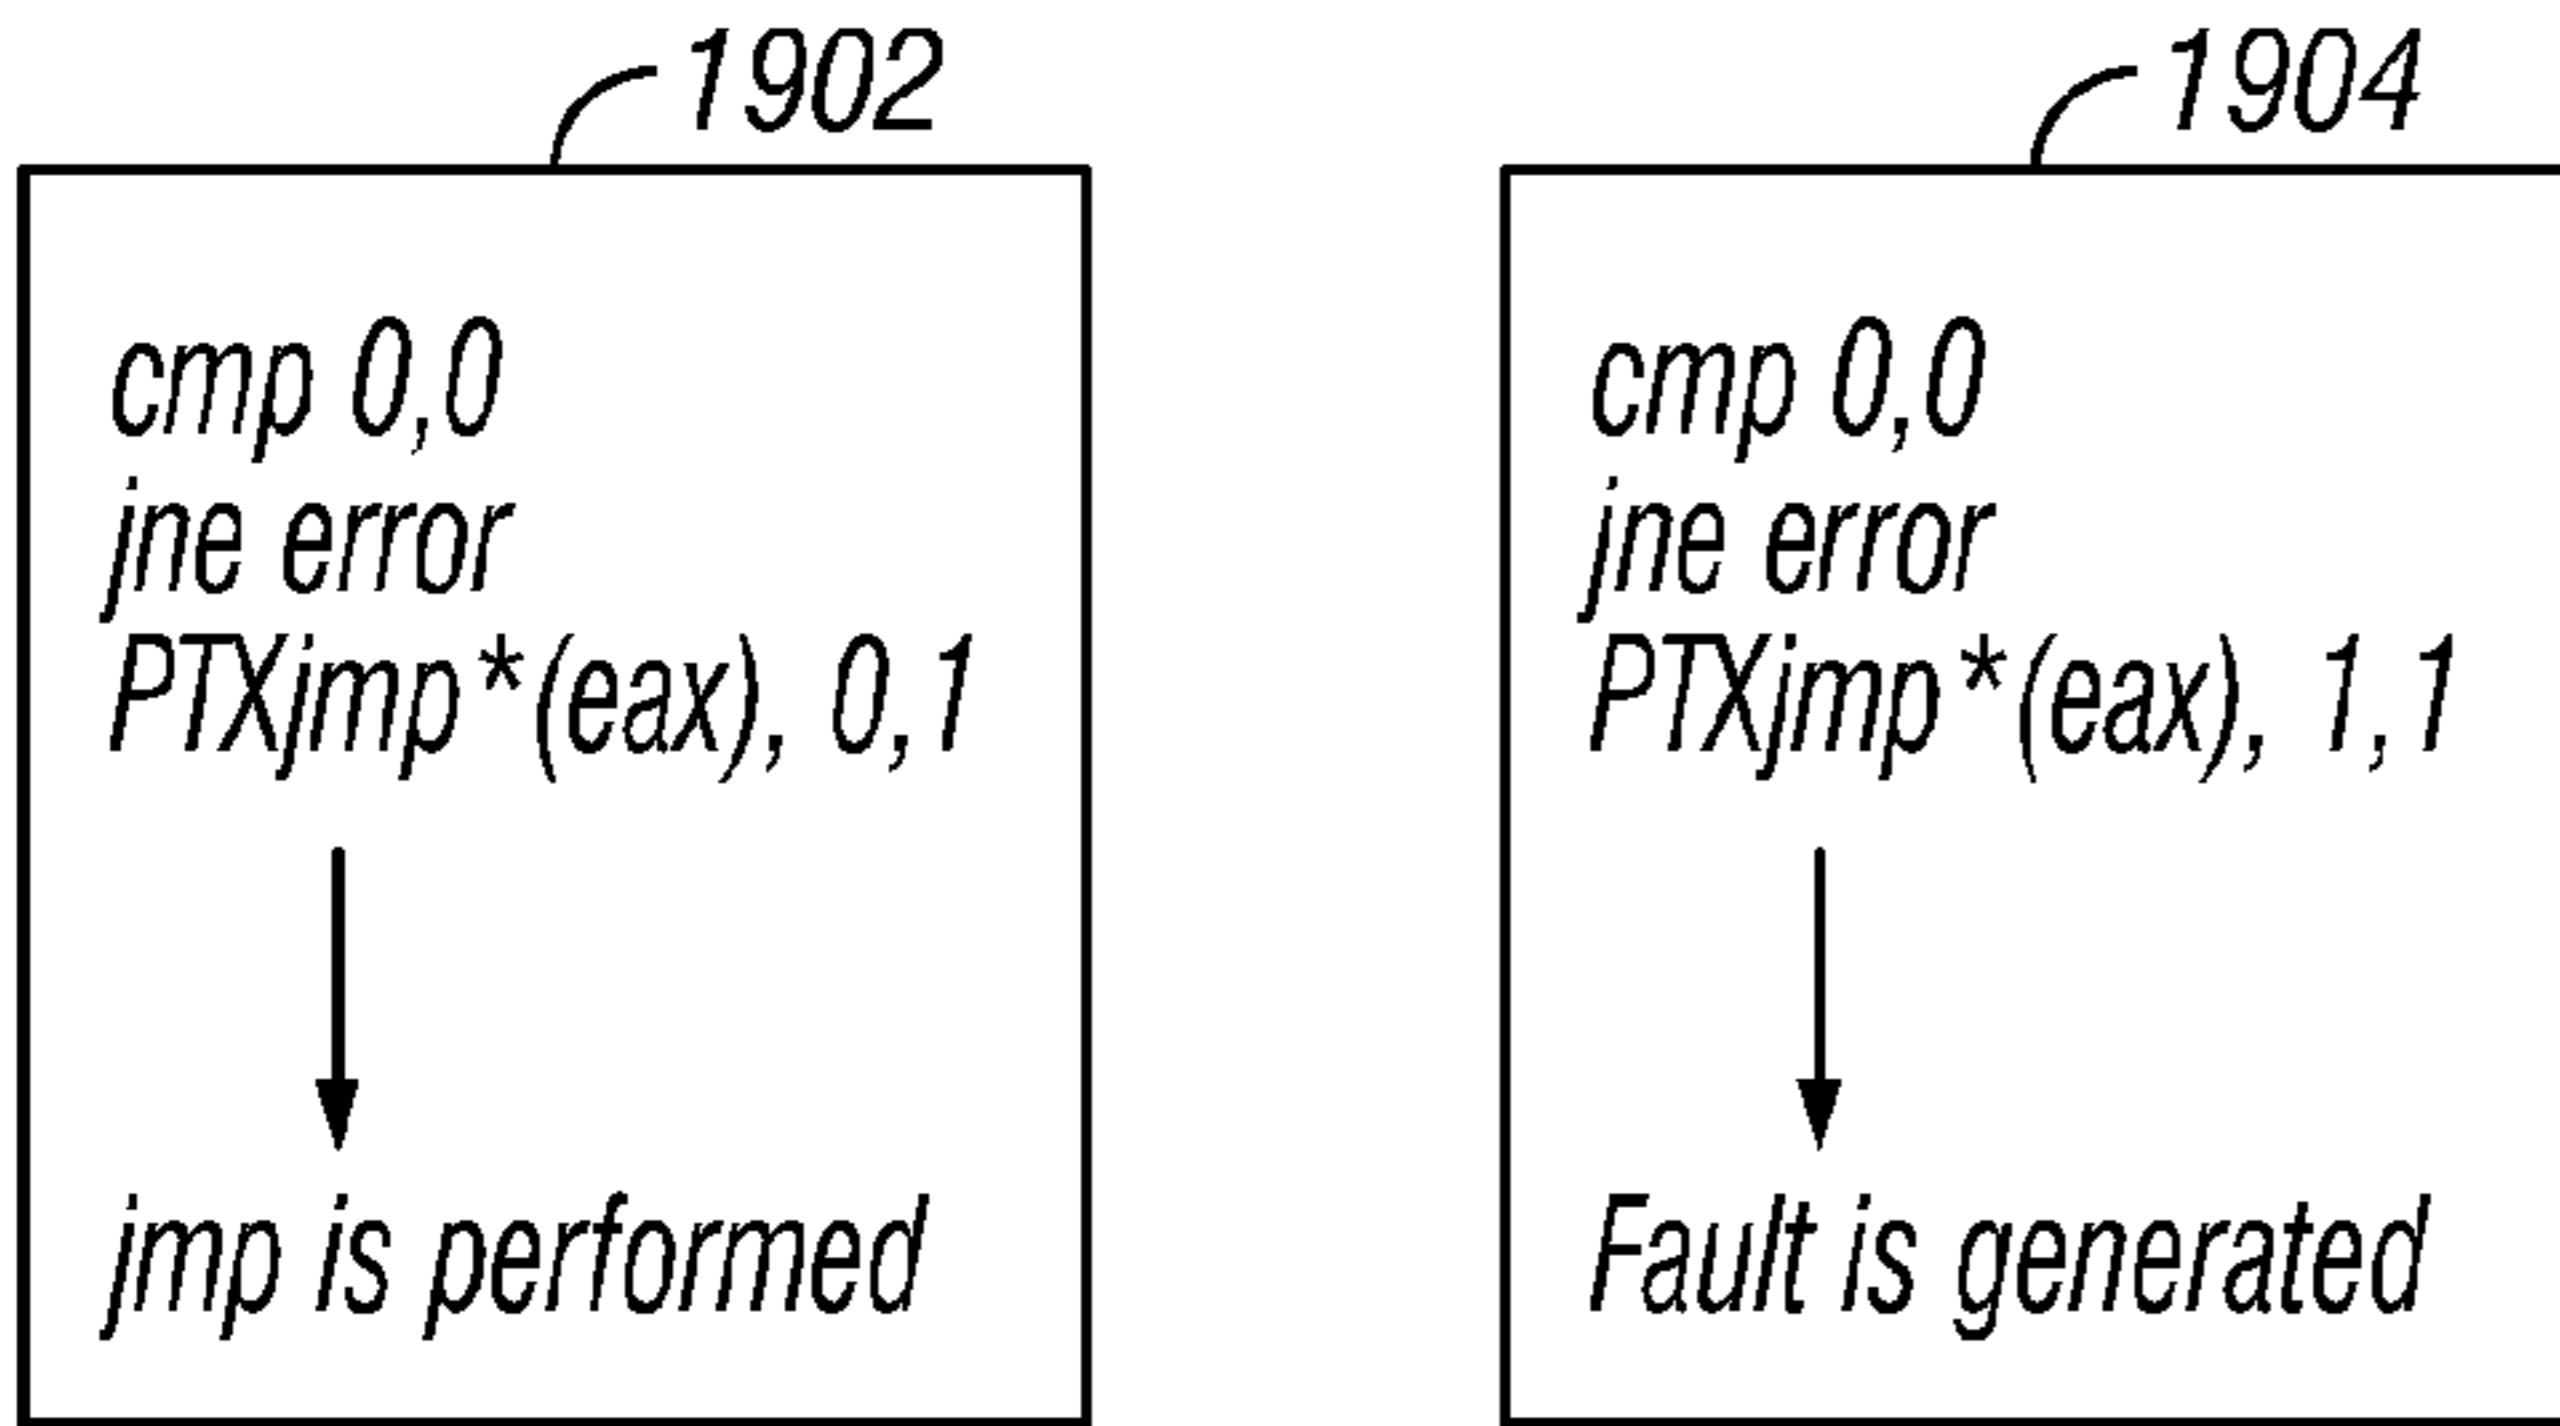 1902
cmp 0,0
jne error
PTXjmp*(eax), 0,1
jmp is performed
1904
cmp 0,0
jne error
PTXjmp*(eax), 1,1
Fault is generated